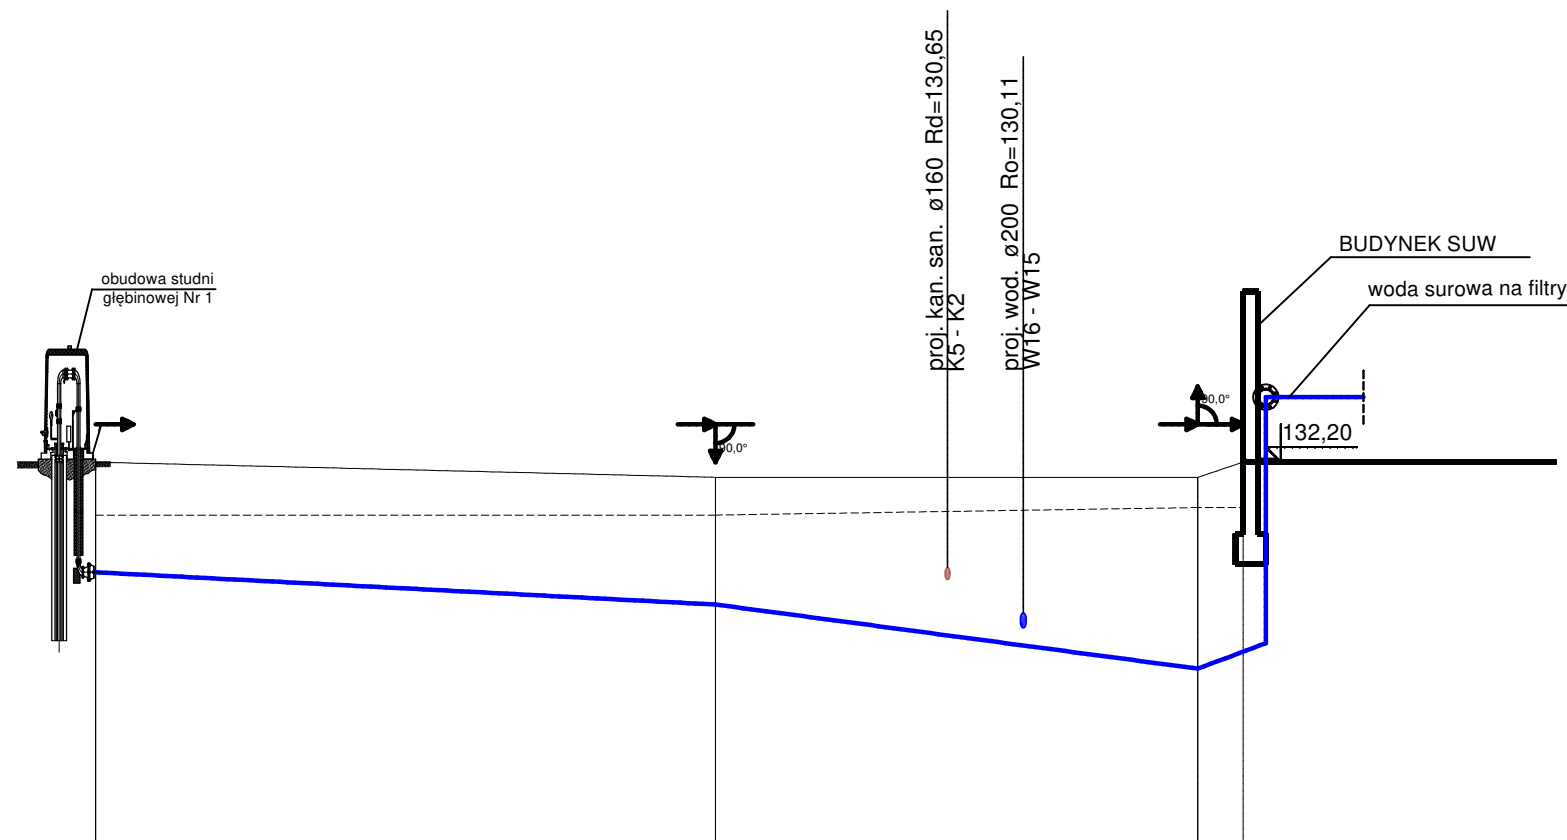 proj. kan. san. ø160 Rd=130,65
K5 - K2
proj. wod. ø200 Ro=130,11
W16 - W15
BUDYNEK SUW
woda surowa na filtry
obudowa studni
głębinowej Nr 1
90,0°
90,0°
132,20